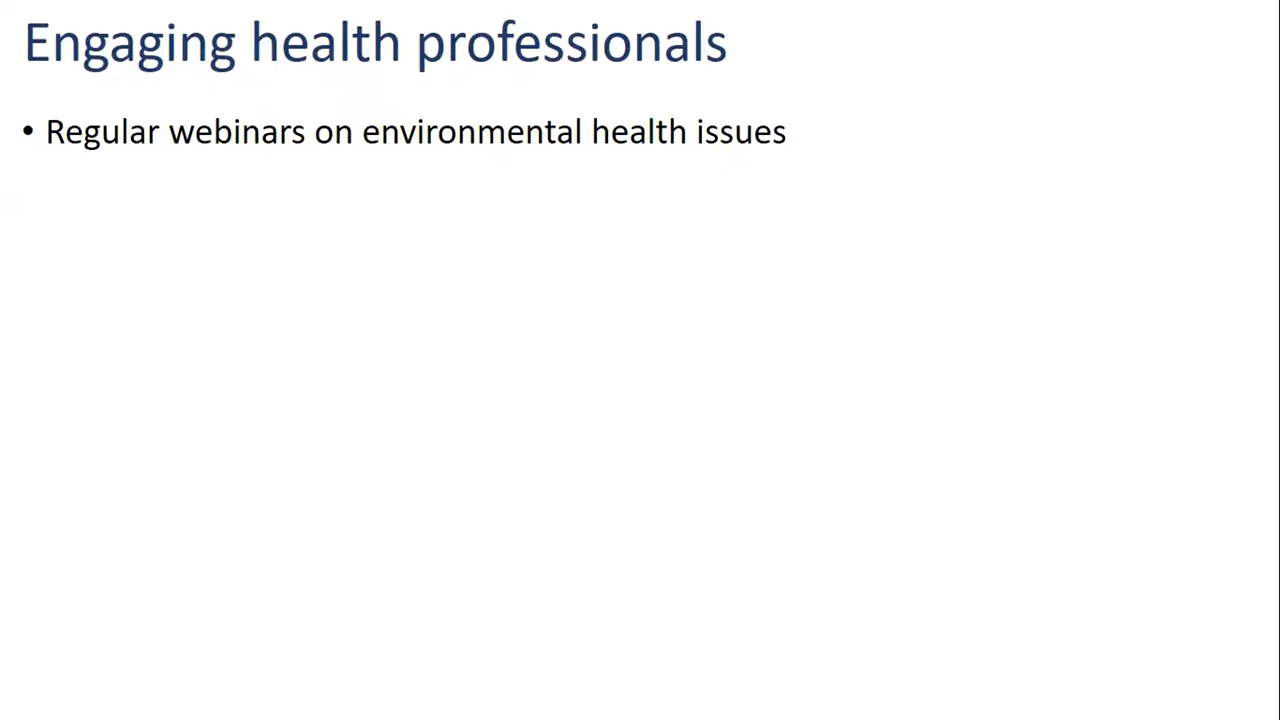 Engaging health professionals
• Regular webinars on environmental health issues